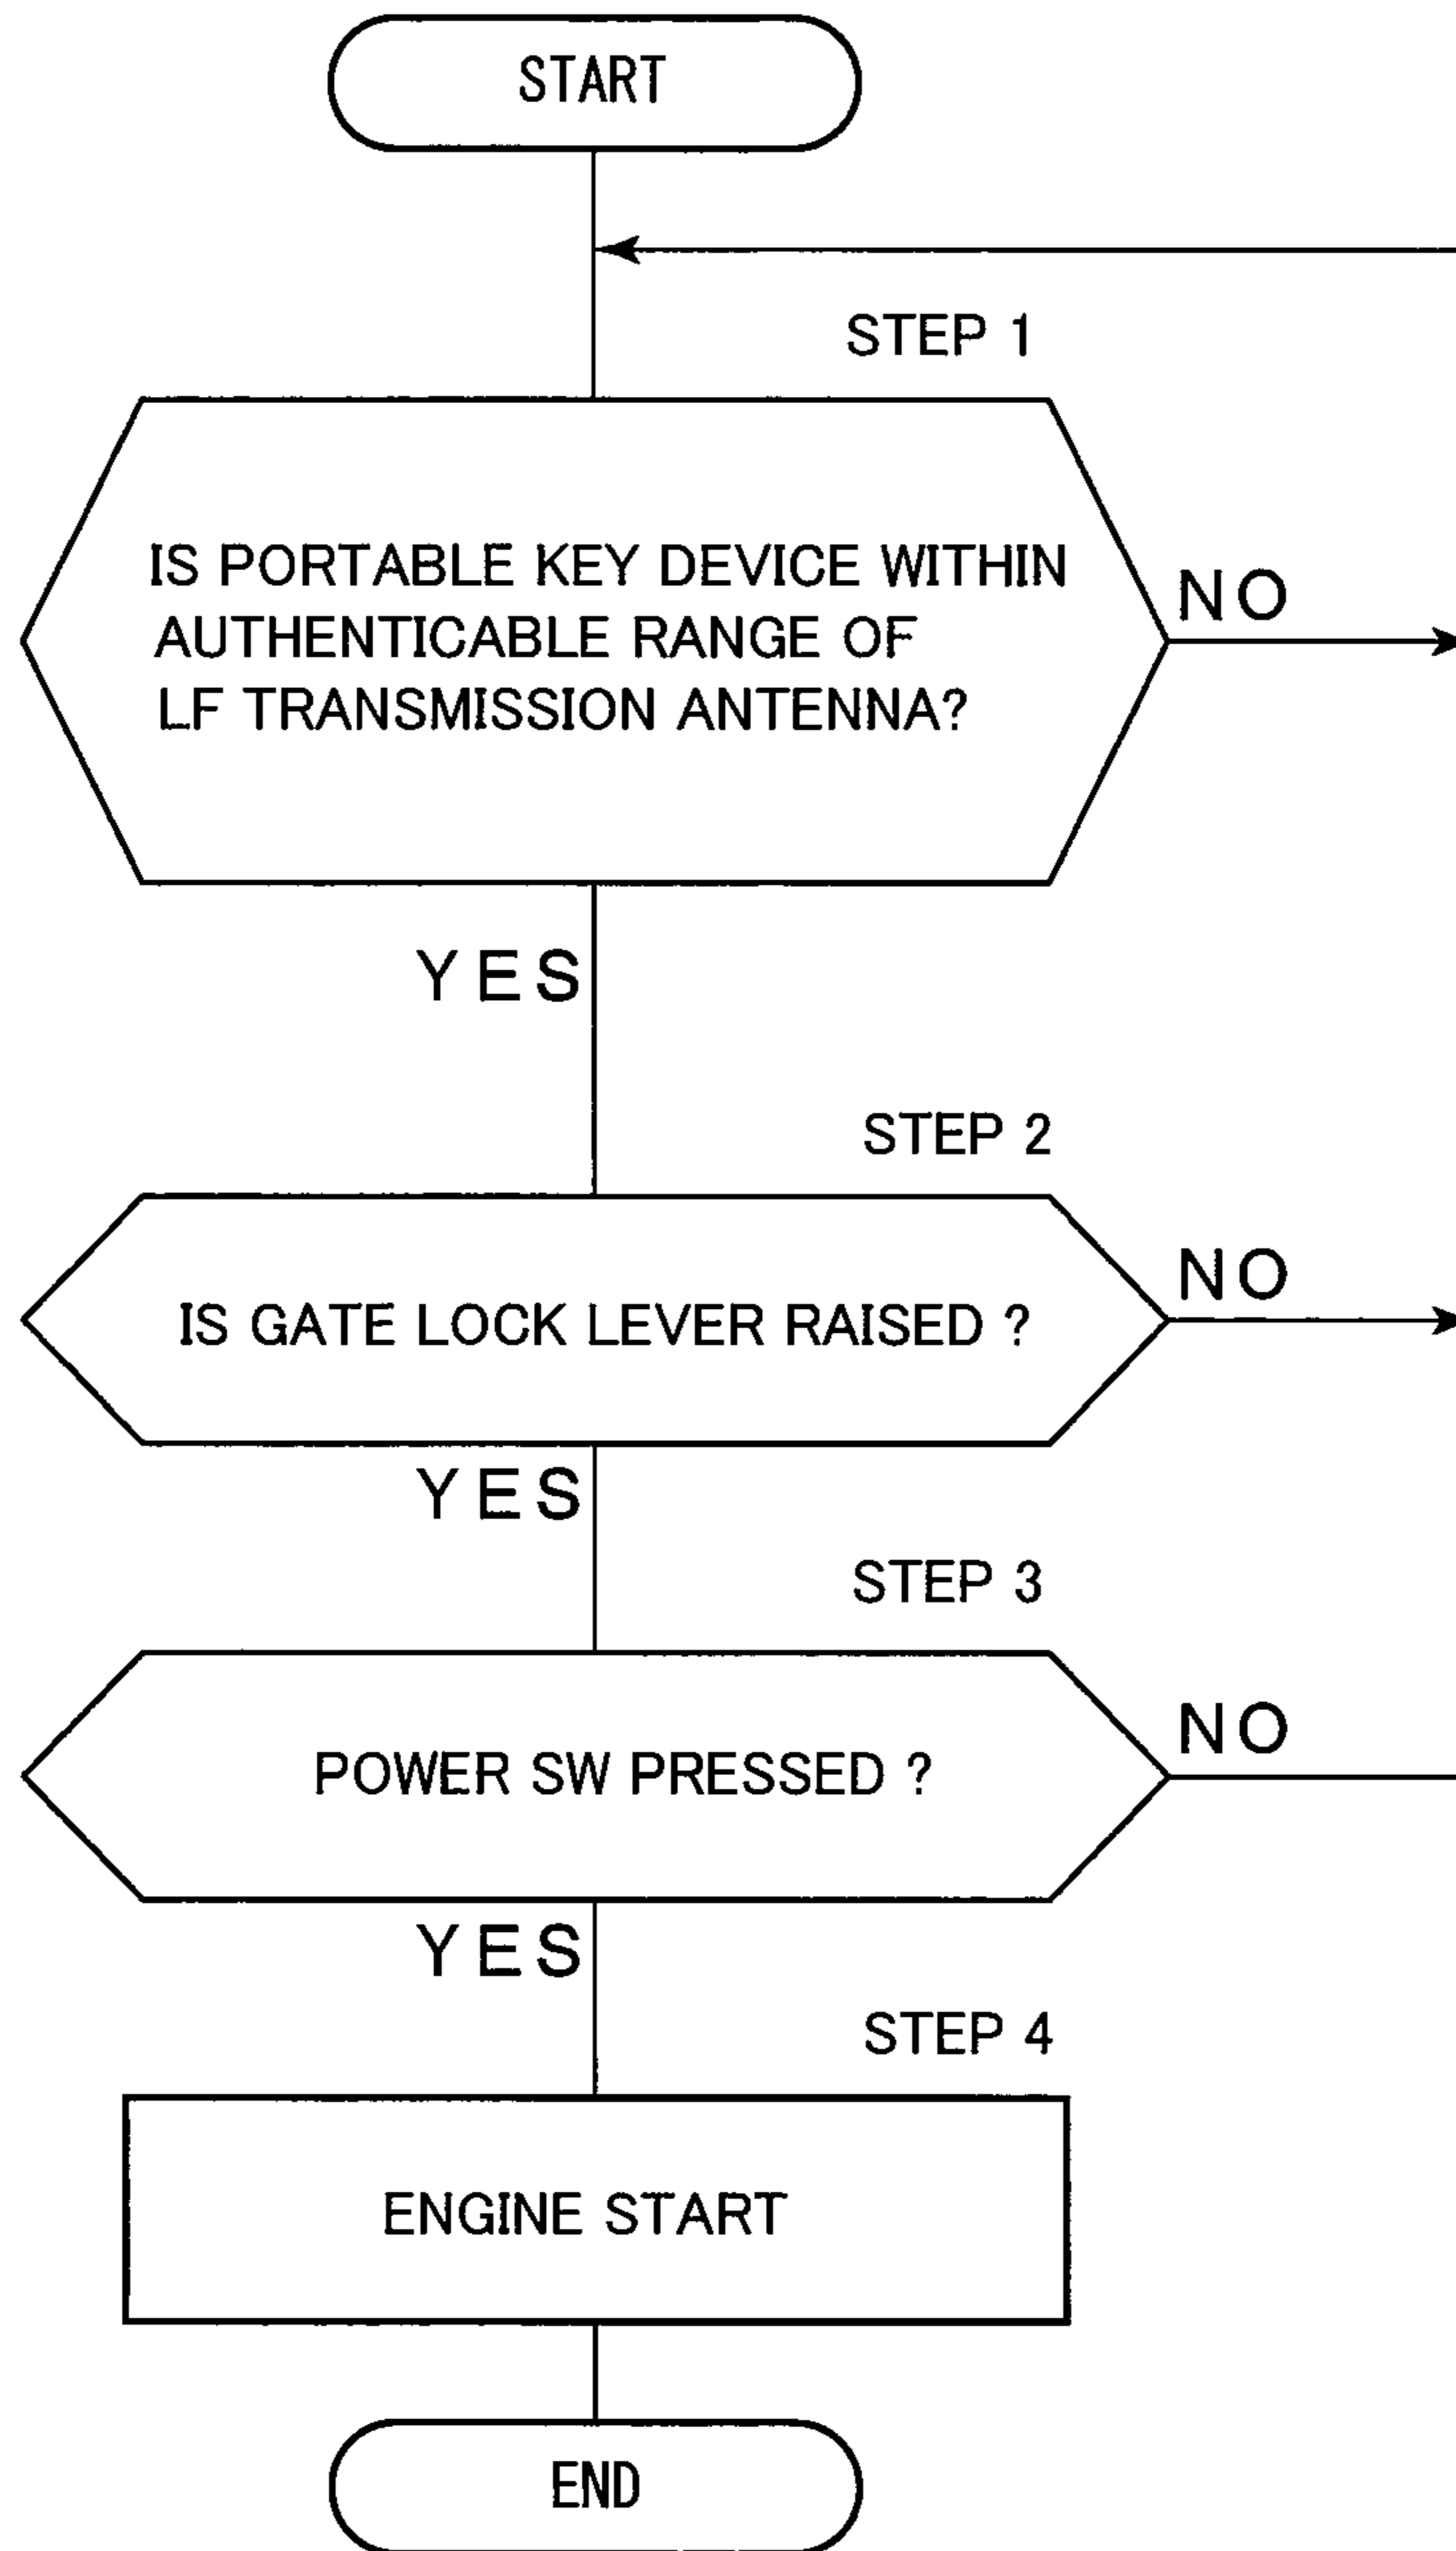 START
STEP 1
IS PORTABLE KEY DEVICE WITHIN
AUTHENTICABLE RANGE OF
LF TRANSMISSION ANTENNA?
NO
YES
STEP 2
IS GATE LOCK LEVER RAISED ?
NO
YES
STEP 3
POWER SW PRESSED ?
NO
YES
STEP 4
ENGINE START
END